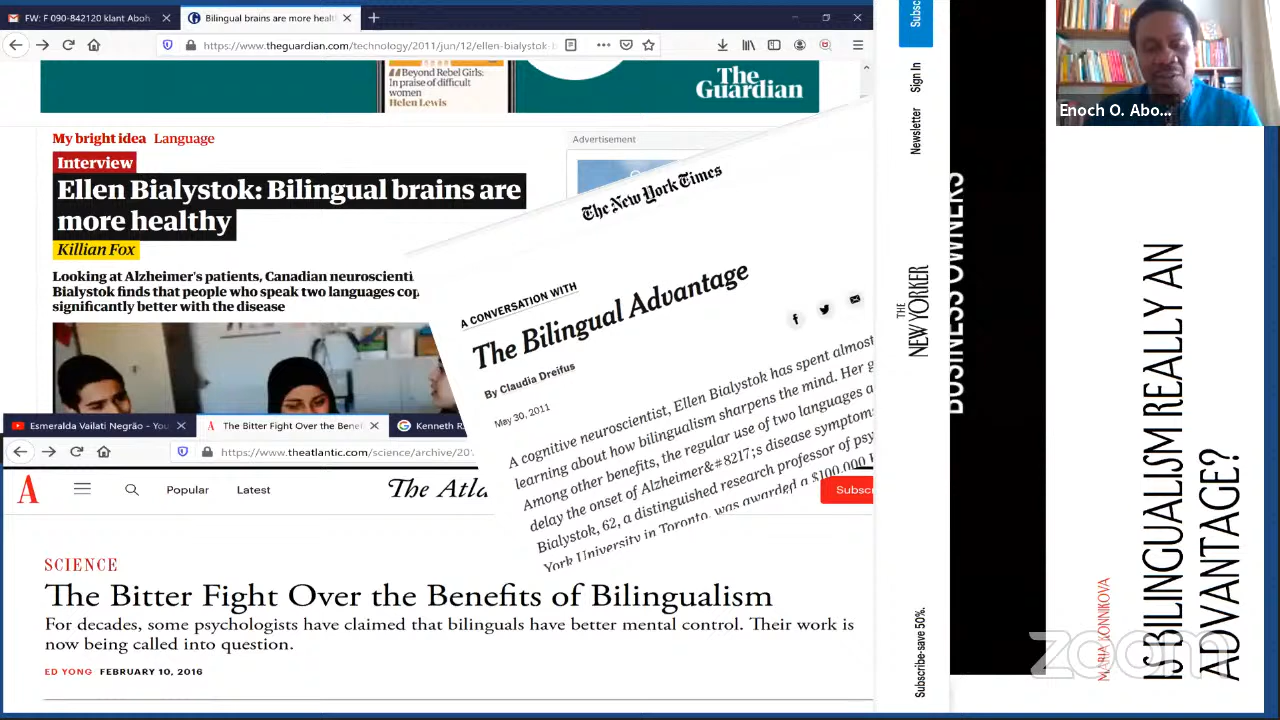 FW: F 090-842120 klant Aboh
Bilingual brains are more healt
https://www.theguardian.com/technology/2011/jun/12/ellen-bialystok-b
Beyond Rebel Girls:
In praise of difficult
women
Helen Lewis
The
Guardian
My bright idea Language
Advertisement
Interview
Ellen Bialystok: Bilingual brains are
more healthy
Killian Fox
Looking at Alzheimer's patients, Canadian neuroscienti
Bialystok finds that people who speak two languages cop
significantly better with the disease
The New York Times
A CONVERSATION WITH
The Bilingual Advantage
By Claudia Dreifus
May 30, 2011
A cognitive neuroscientist, Ellen Bialystok has spent almost
learning about how bilingualism sharpens the mind. Her g
Among other benefits, the regular use of two languages a
delay the onset of Alzheimer&#8217;s disease symptom
Bialystok, 62, a distinguished research professor of psy
York University in Toronto, was awarded a $100,000
Esmeralda Vailati Negrão - You
The Bitter Fight Over the Benef
Kenneth R
https://www.theatlantic.com/science/archive/20
A
Popular
Latest
The Atla
Subsc
SCIENCE
The Bitter Fight Over the Benefits of Bilingualism
For decades, some psychologists have claimed that bilinguals have better mental control. Their work is
now being called into question.
ED YONG FEBRUARY 10, 2016
Subsc
Sign In
Newsletter
THE
NEW YORKER
Subscribe-save 50%.
BUSINESS OWNERS
MARIA KONNIKOVA
IS BILINGUALISM REALLY AN
ADVANTAGE?
Enoch O. Abo...
zoom